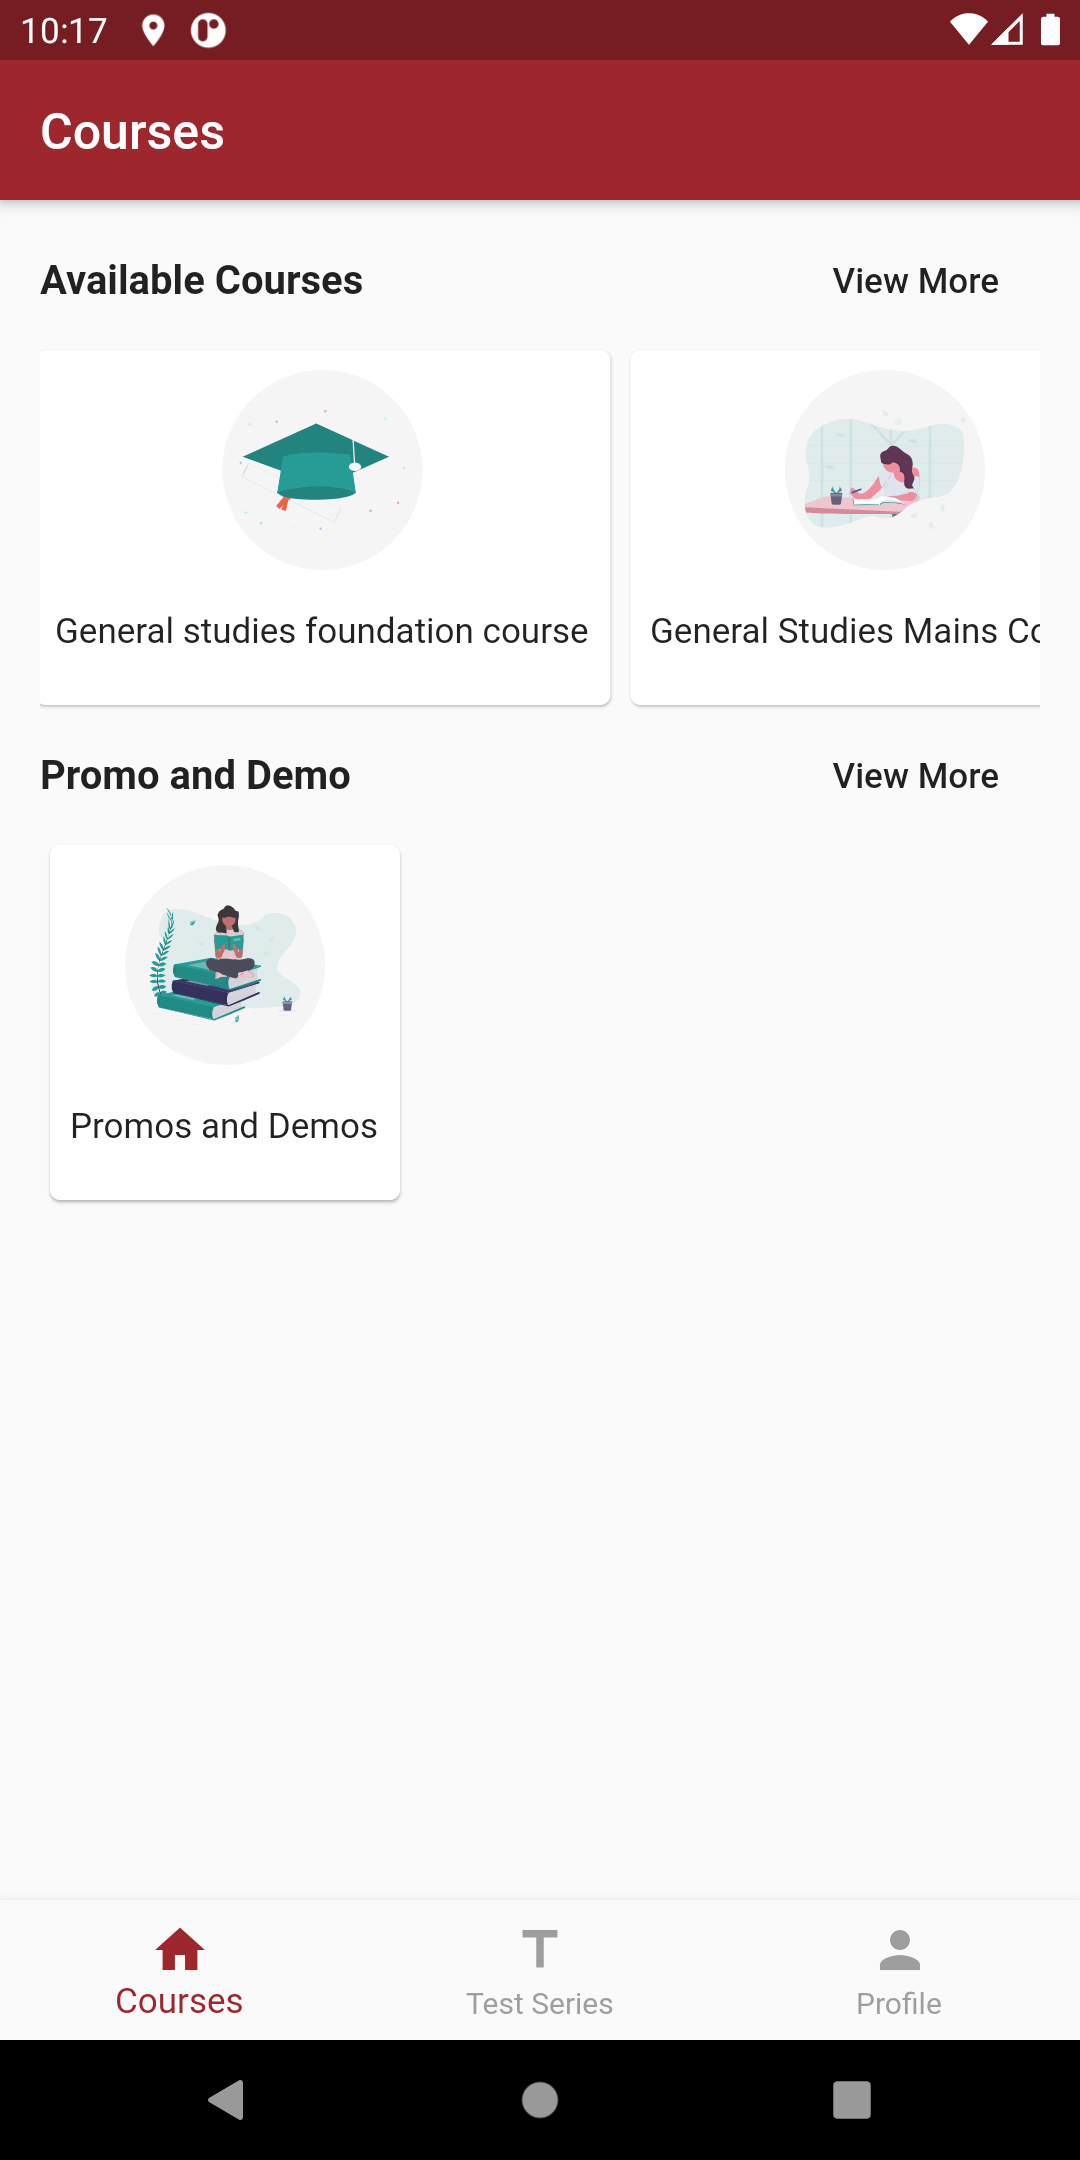 10:17
Courses
Available Courses
View More
General studies foundation course
General Studies Mains Co
Promo and Demo
View More
Promos and Demos
Courses
Test Series
Profile